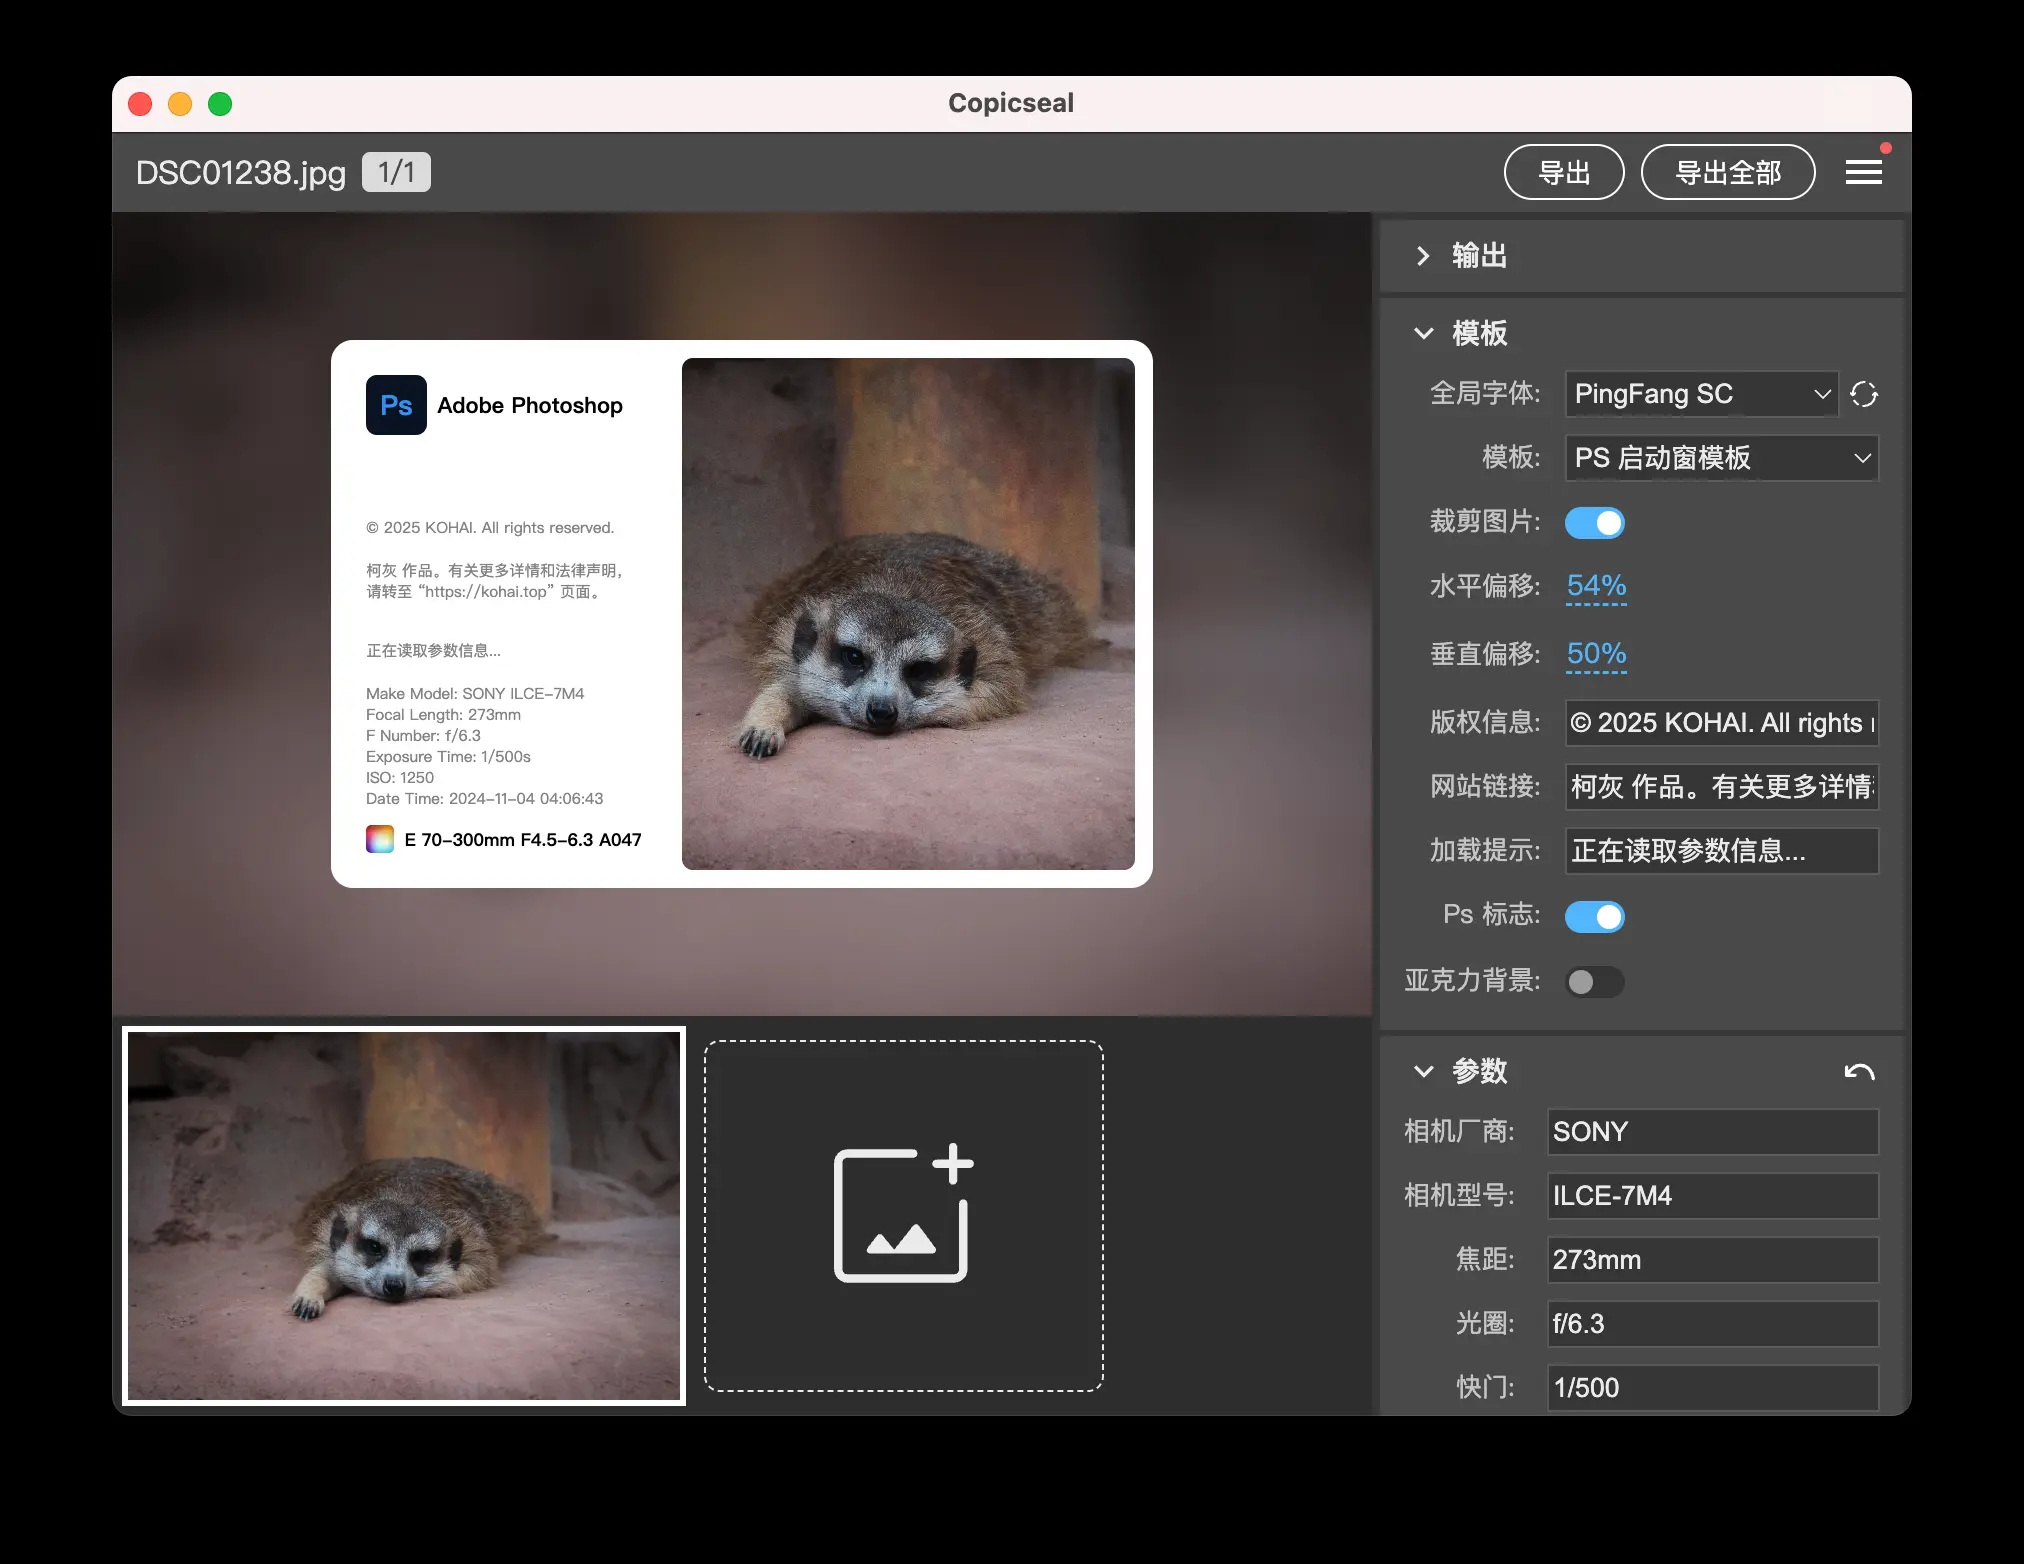 Copicseal
DSC01238.jpg 1/1
导出 导出全部
Ps Adobe Photoshop
© 2025 KOHAI. All rights reserved.
柯灰 作品。有关更多详情和法律声明，
请转至 “https://kohai.top” 页面。
正在读取参数信息...
Make Model: SONY ILCE-7M4
Focal Length: 273mm
F Number: f/6.3
Exposure Time: 1/500s
ISO: 1250
Date Time: 2024-11-04 04:06:43
E 70-300mm F4.5-6.3 A047
输出
模板
全局字体: PingFang SC
模板: PS 启动窗模板
裁剪图片:
水平偏移: 54%
垂直偏移: 50%
版权信息: © 2025 KOHAI. All rights
网站链接: 柯灰 作品。有关更多详情
加载提示: 正在读取参数信息...
Ps 标志:
亚克力背景:
参数
相机厂商: SONY
相机型号: ILCE-7M4
焦距: 273mm
光圈: f/6.3
快门: 1/500